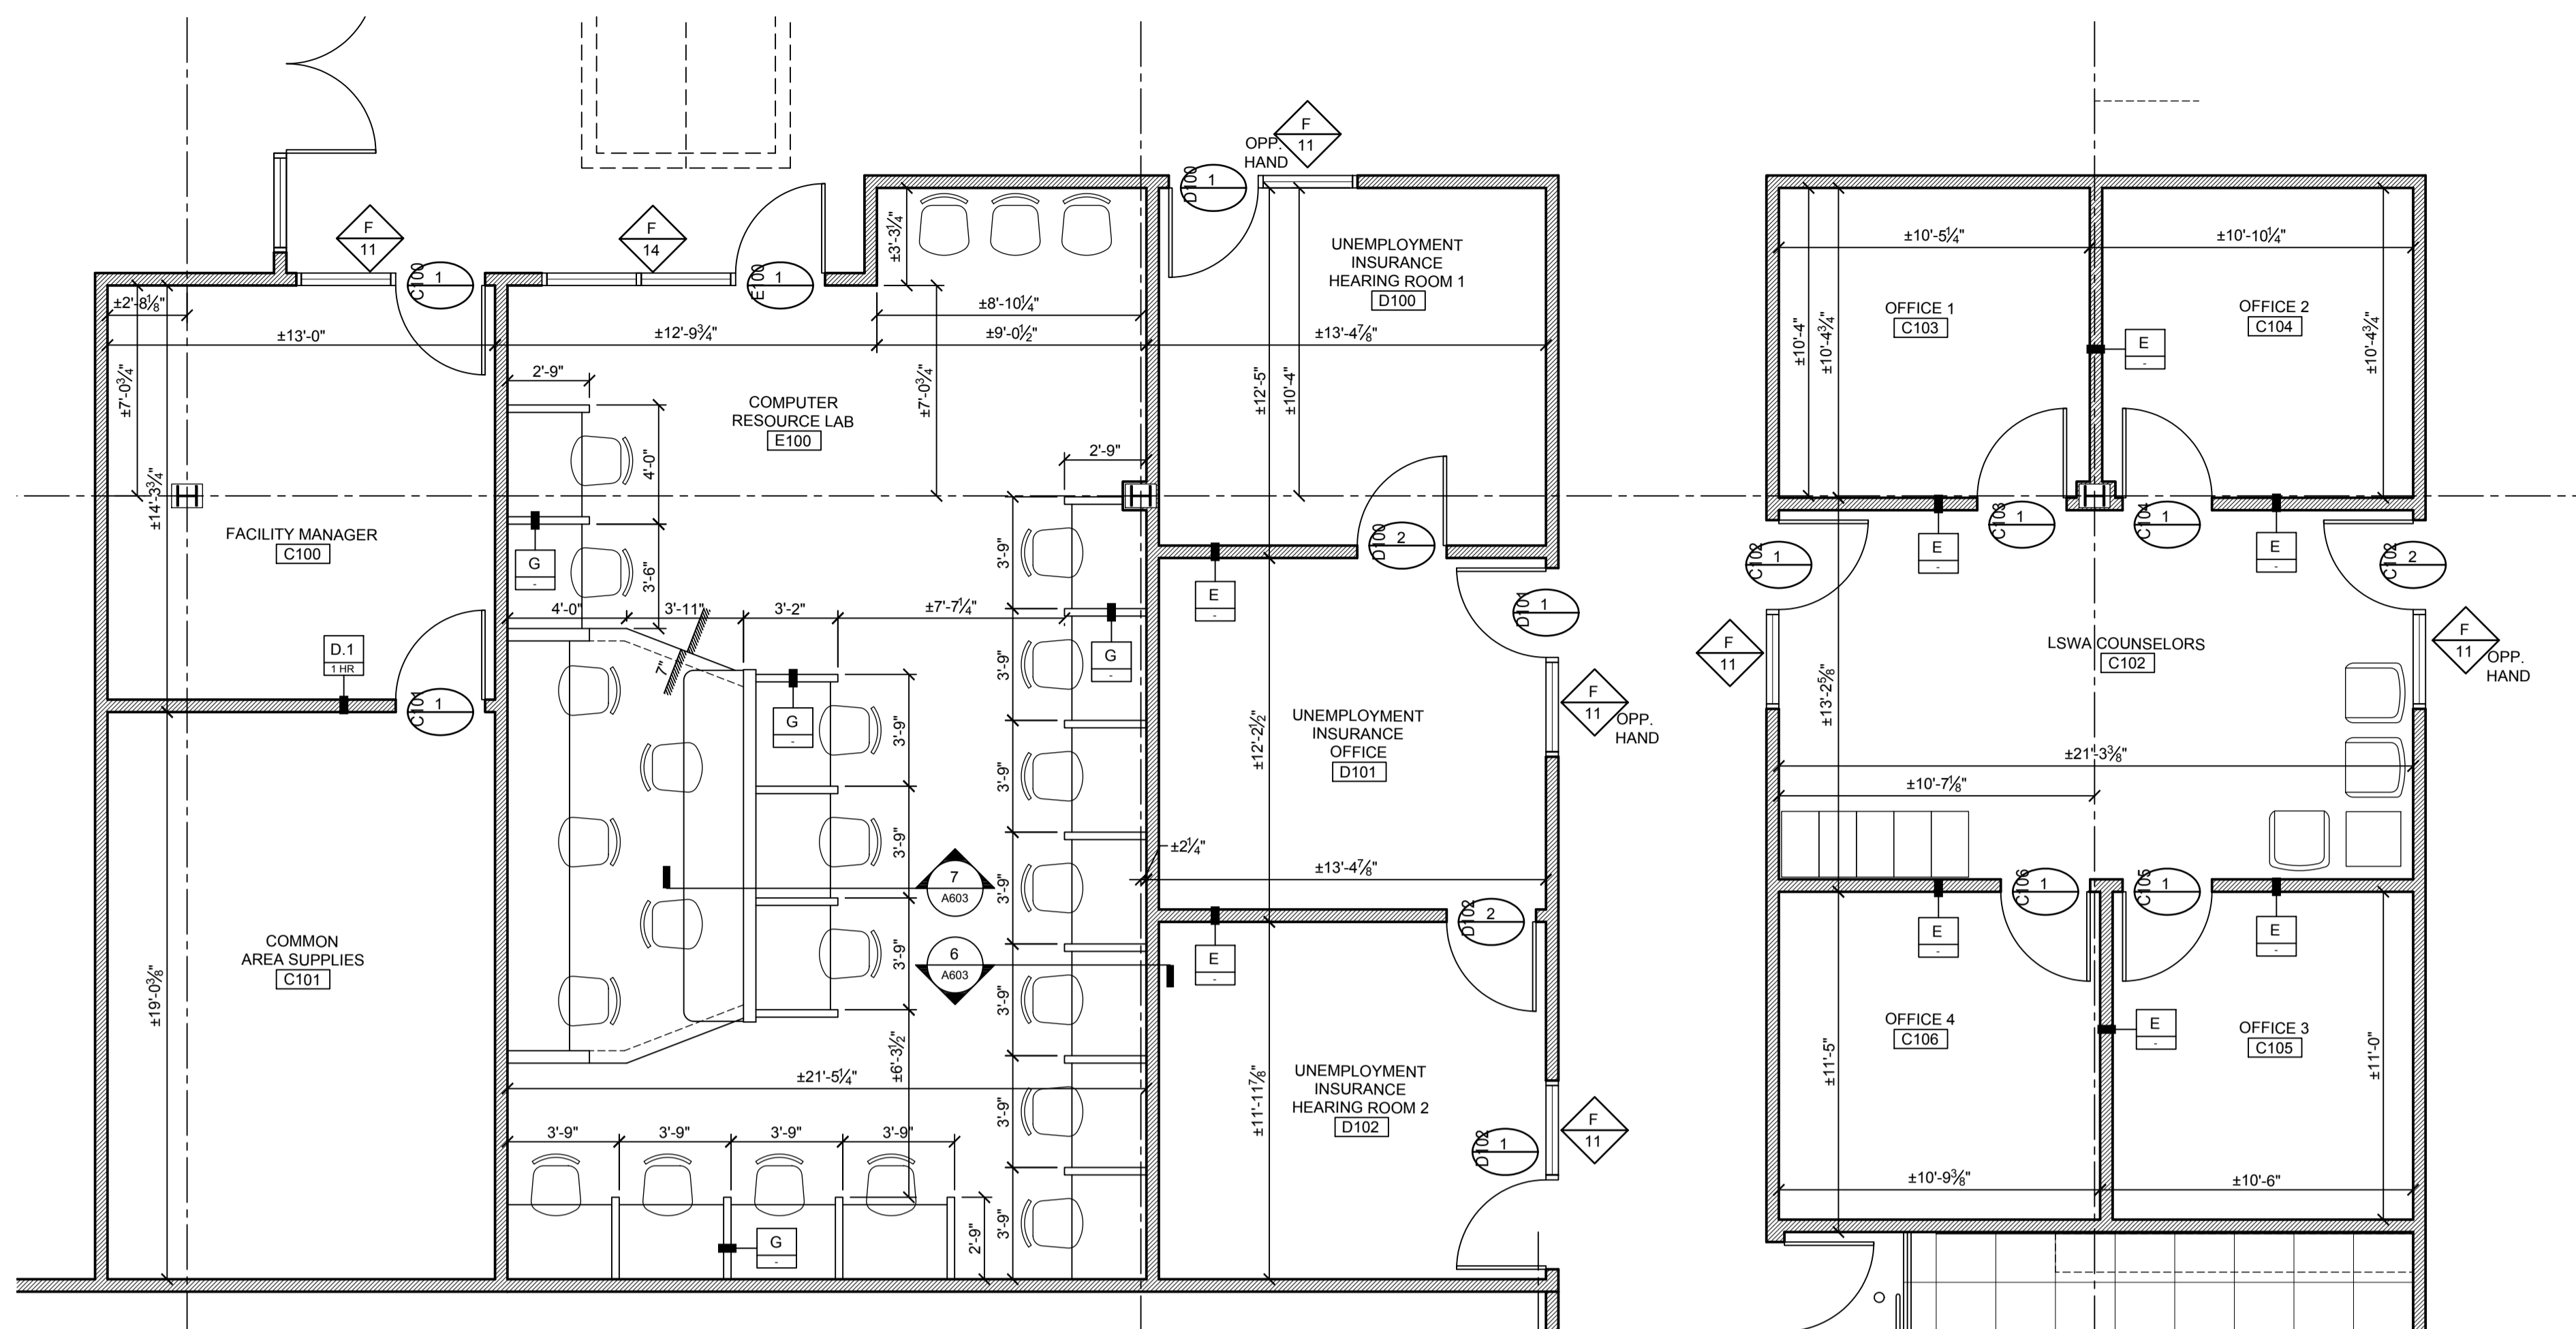 F
11
OPP.
HAND
D100
1
F
11
F
14
C100
1
E100
1
±2'-8⅛"
±13'-0"
±7'-0¾"
±14'-3¾"
±12'-9¾"
±3'-3¼"
±8'-10¼"
±9'-0½"
±7'-0¾"
UNEMPLOYMENT
INSURANCE
HEARING ROOM 1
D100
±13'-4⅞"
±12'-5"
±10'-4"
2'-9"
COMPUTER
RESOURCE LAB
E100
2'-9"
4'-0"
3'-6"
G
-
FACILITY MANAGER
C100
D.1
1 HR
C101
1
4'-0"
3'-11"
3'-2"
±7'-7¼"
7"
G
-
G
-
3'-9"
3'-9"
3'-9"
3'-9"
3'-9"
3'-9"
3'-9"
3'-9"
3'-9"
3'-9"
±6'-3½"
7
A603
6
A603
±2¼"
E
-
D100
2
D101
1
F
11
OPP.
HAND
UNEMPLOYMENT
INSURANCE
OFFICE
D101
±12'-2½"
±13'-4⅞"
E
-
D102
2
COMMON
AREA SUPPLIES
C101
±19'-0⅜"
±21'-5¼"
3'-9"
3'-9"
3'-9"
3'-9"
G
-
2'-9"
UNEMPLOYMENT
INSURANCE
HEARING ROOM 2
D102
±11'-11⅞"
D102
1
F
11
±10'-5¼"
±10'-10¼"
±10'-4"
±10'-4¾"
±10'-4¾"
OFFICE 1
C103
OFFICE 2
C104
E
-
C103
1
C104
1
E
-
E
-
C102
1
C102
2
F
11
F
11
OPP.
HAND
LSWA COUNSELORS
C102
±13'-2⅝"
±21'-3⅜"
±10'-7⅛"
C106
1
C105
1
E
-
E
-
E
-
OFFICE 4
C106
OFFICE 3
C105
±11'-5"
±11'-0"
±10'-9⅜"
±10'-6"